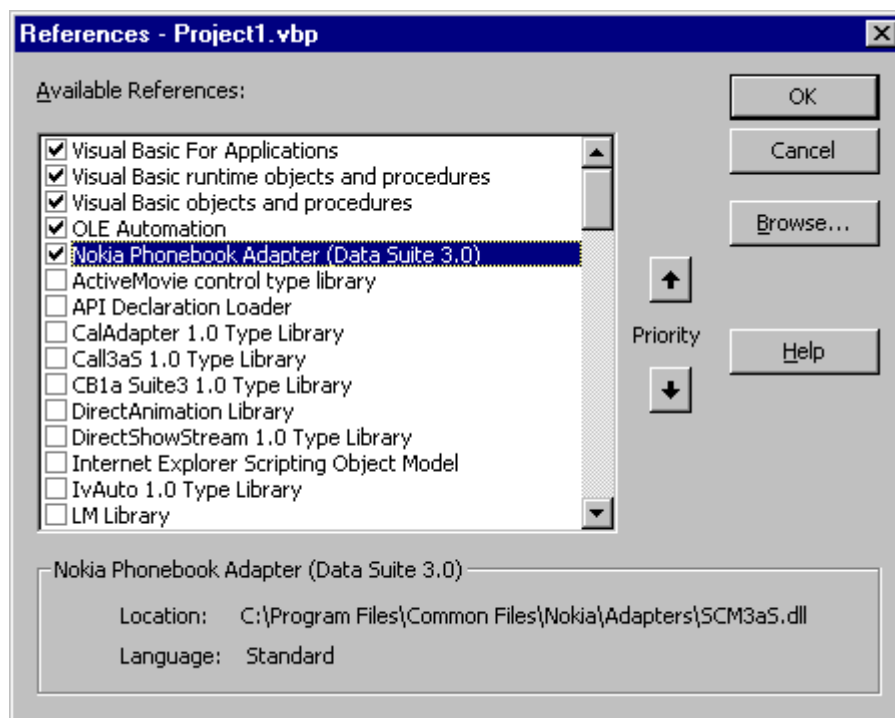 References - Project1.vbp
Available References:
OK
Cancel
Browse...
Priority
Help
Visual Basic For Applications
Visual Basic runtime objects and procedures
Visual Basic objects and procedures
OLE Automation
Nokia Phonebook Adapter (Data Suite 3.0)
ActiveMovie control type library
API Declaration Loader
CalAdapter 1.0 Type Library
Call3aS 1.0 Type Library
CB1a Suite3 1.0 Type Library
DirectAnimation Library
DirectShowStream 1.0 Type Library
Internet Explorer Scripting Object Model
IvAuto 1.0 Type Library
LM Library
Nokia Phonebook Adapter (Data Suite 3.0)
Location: C:\Program Files\Common Files\Nokia\Adapters\SCM3aS.dll
Language: Standard